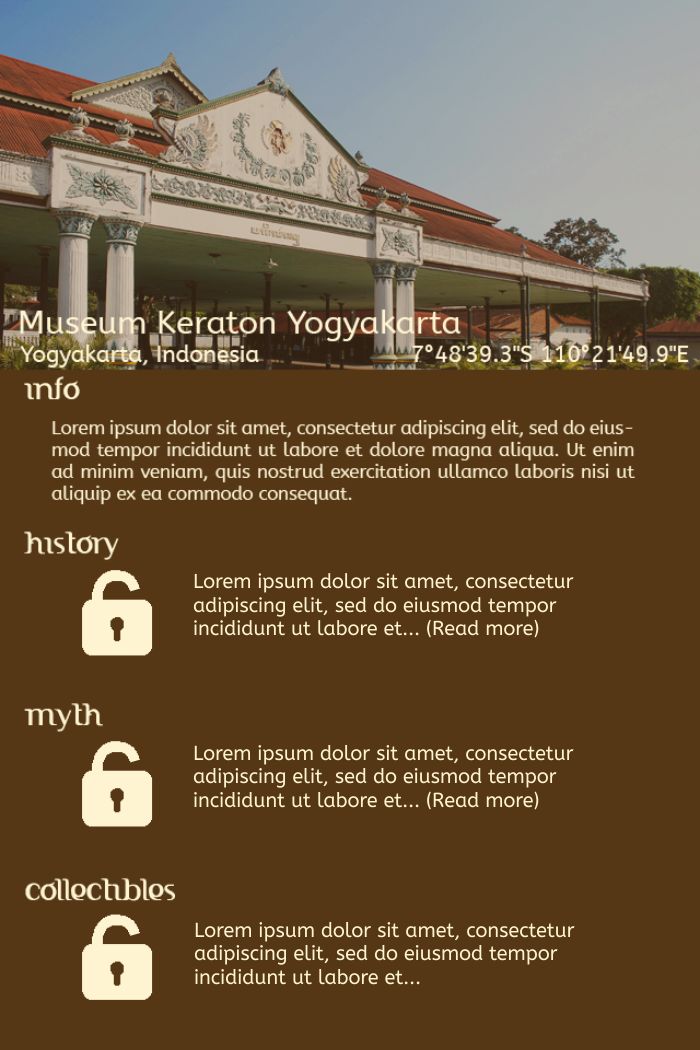 Museum Keraton Yogyakarta
Yogyakarta, Indonesia 7°48'39.3"S 110°21'49.9"E
info
Lorem ipsum dolor sit amet, consectetur adipiscing elit, sed do eius-
mod tempor incididunt ut labore et dolore magna aliqua. Ut enim
ad minim veniam, quis nostrud exercitation ullamco laboris nisi ut
aliquip ex ea commodo consequat.
history
Lorem ipsum dolor sit amet, consectetur
adipiscing elit, sed do eiusmod tempor
incididunt ut labore et... (Read more)
myth
Lorem ipsum dolor sit amet, consectetur
adipiscing elit, sed do eiusmod tempor
incididunt ut labore et... (Read more)
collectibles
Lorem ipsum dolor sit amet, consectetur
adipiscing elit, sed do eiusmod tempor
incididunt ut labore et...